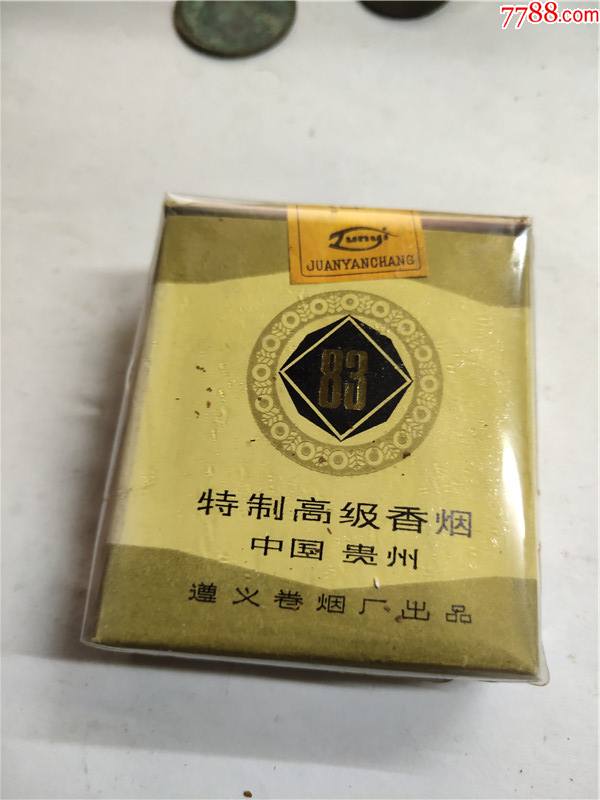 7788.com
Zunyi
JUANYANCHANG
83
特制高级香烟
中国 贵州
遵义卷烟厂出品